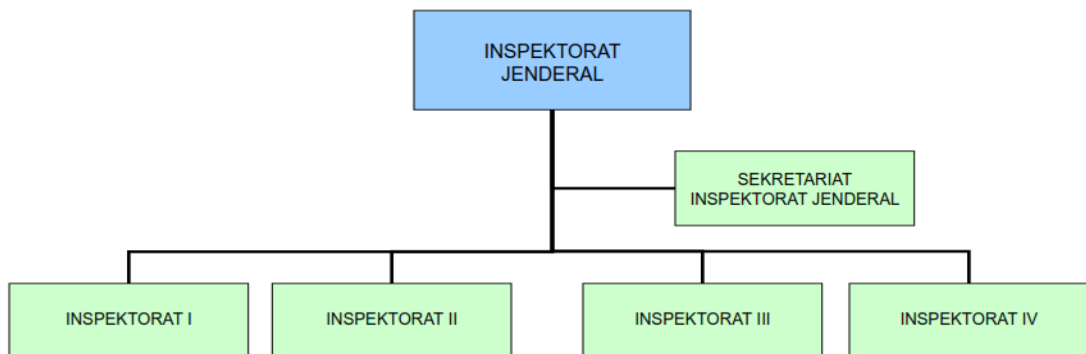 INSPEKTORAT
JENDERAL
SEKRETARIAT
INSPEKTORAT JENDERAL
INSPEKTORAT I
INSPEKTORAT II
INSPEKTORAT III
INSPEKTORAT IV